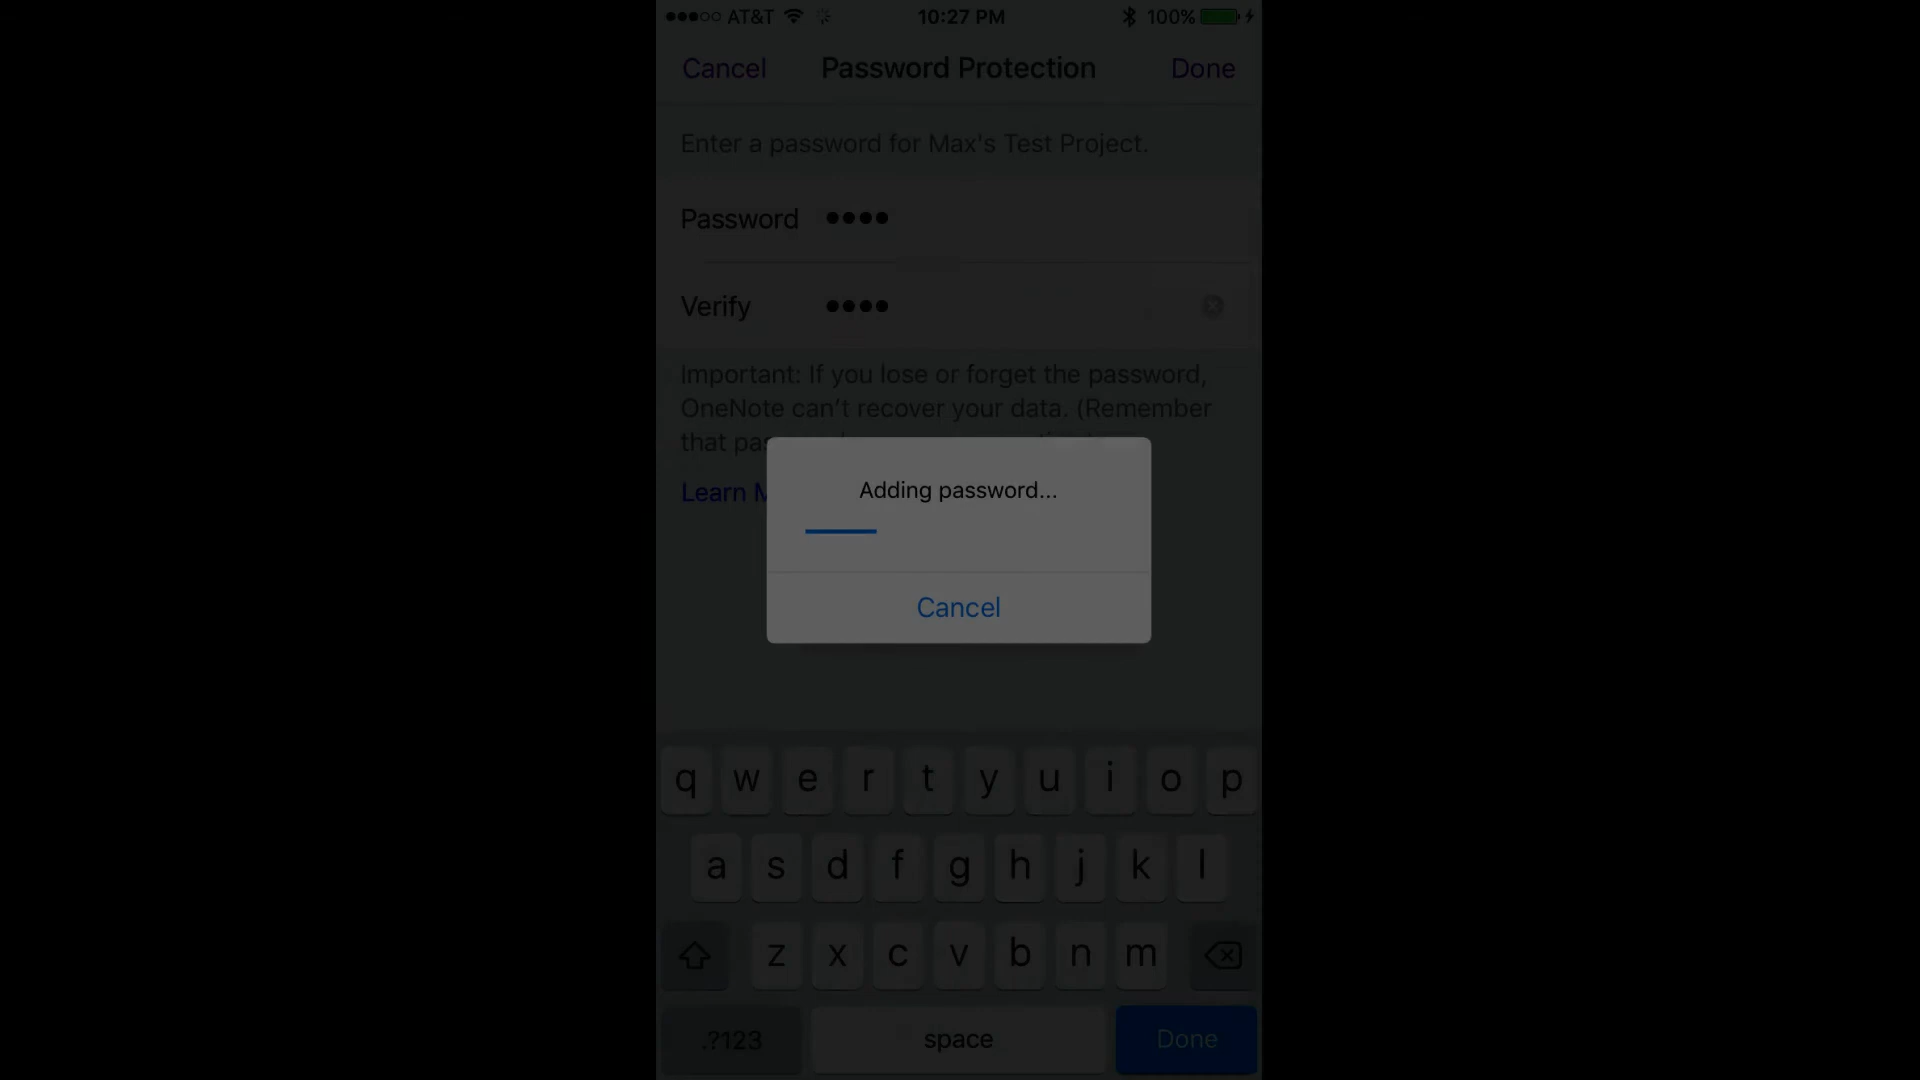 AT&T 10:27 PM 100%
Cancel Password Protection Done
Enter a password for Max's Test Project.
Password ••••
Verify ••••
Important: If you lose or forget the password,
OneNote can’t recover your data. (Remember
that
Learn
Adding password...
Cancel
q w e r t y u i o p
a s d f g h j k l
z x c v b n m
.?123 space Done